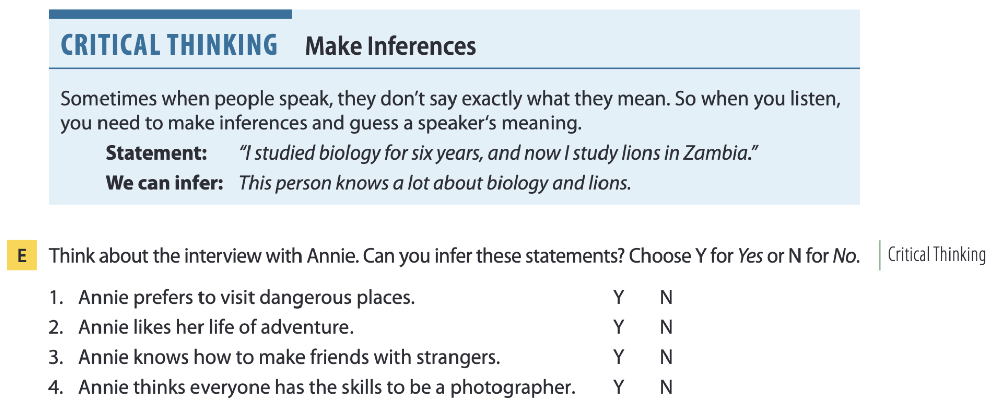 CRITICAL THINKING Make Inferences
Sometimes when people speak, they don’t say exactly what they mean. So when you listen,
you need to make inferences and guess a speaker‘s meaning.
Statement: “I studied biology for six years, and now I study lions in Zambia.”
We can infer: This person knows a lot about biology and lions.
E Think about the interview with Annie. Can you infer these statements? Choose Y for Yes or N for No. Critical Thinking
1. Annie prefers to visit dangerous places. Y N
2. Annie likes her life of adventure. Y N
3. Annie knows how to make friends with strangers. Y N
4. Annie thinks everyone has the skills to be a photographer. Y N